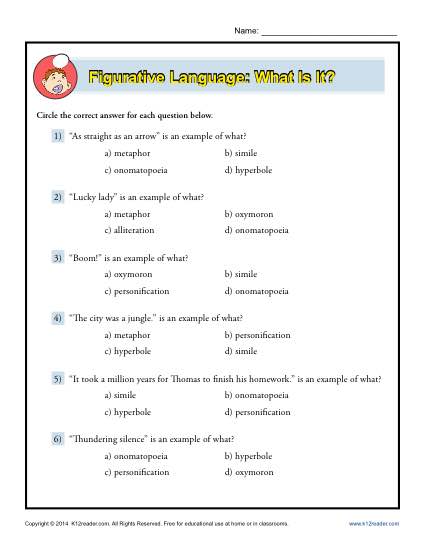 Name:
Figurative Language: What Is It?
Circle the correct answer for each question below.
1) “As straight as an arrow” is an example of what?
a) metaphor b) simile
c) onomatopoeia d) hyperbole
2) “Lucky lady” is an example of what?
a) metaphor b) oxymoron
c) alliteration d) onomatopoeia
3) “Boom!” is an example of what?
a) oxymoron b) simile
c) personification d) onomatopoeia
4) “The city was a jungle.” is an example of what?
a) metaphor b) personification
c) hyperbole d) simile
5) “It took a million years for Thomas to finish his homework.” is an example of what?
a) simile b) onomatopoeia
c) hyperbole d) personification
6) “Thundering silence” is an example of what?
a) onomatopoeia b) hyperbole
c) personification d) oxymoron
Copyright © 2014 K12reader.com. All Rights Reserved. Free for educational use at home or in classrooms. www.k12reader.com